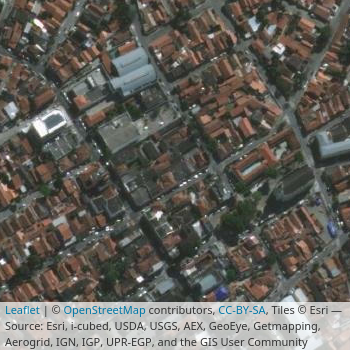 Leaflet | © OpenStreetMap contributors, CC-BY-SA, Tiles © Esri —
Source: Esri, i-cubed, USDA, USGS, AEX, GeoEye, Getmapping,
Aerogrid, IGN, IGP, UPR-EGP, and the GIS User Community